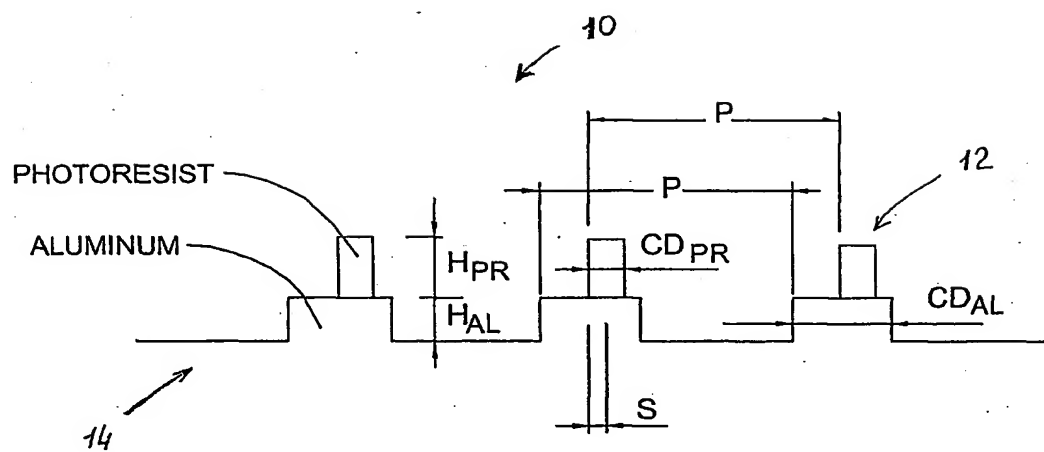 10
P
12
PHOTORESIST
P
ALUMINUM
HPR
CDPR
HAL
CDAL
S
14